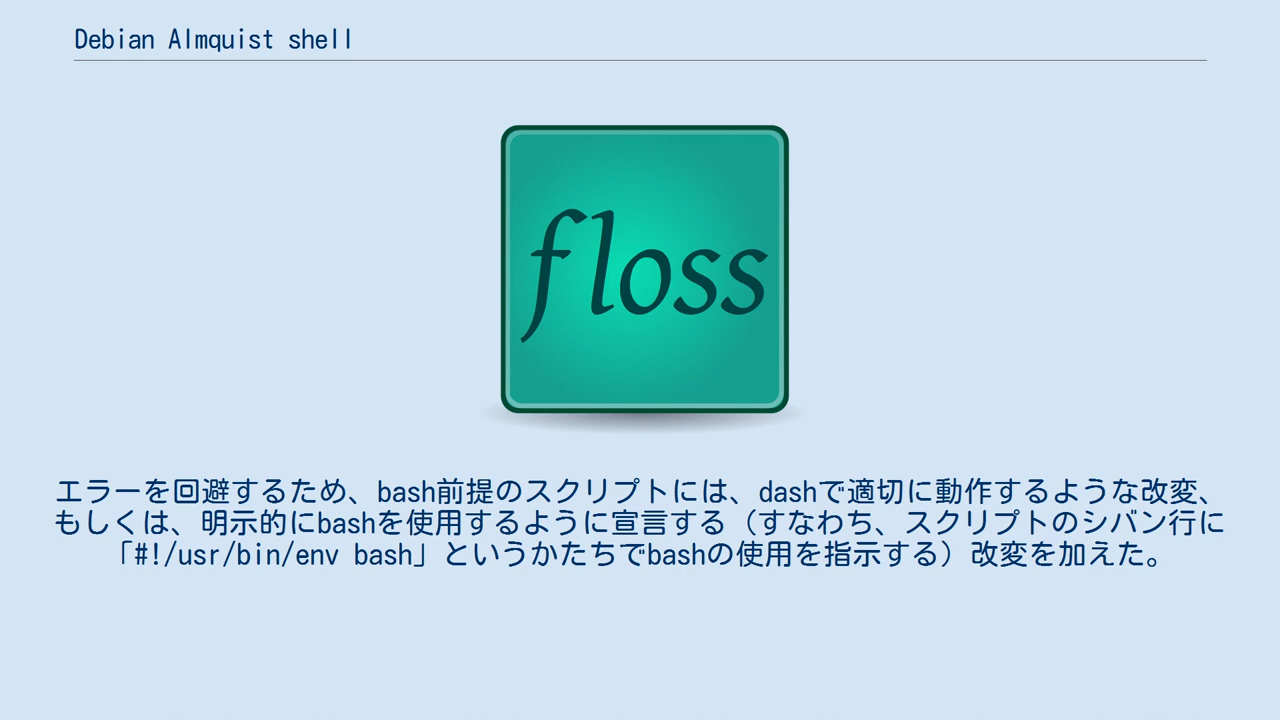 Debian Almquist shell
floss
エラーを回避するため、bash前提のスクリプトには、dashで適切に動作するような改変、
もしくは、明示的にbashを使用するように宣言する（すなわち、スクリプトのシバン行に
「#!/usr/bin/env bash」というかたちでbashの使用を指示する）改変を加えた。